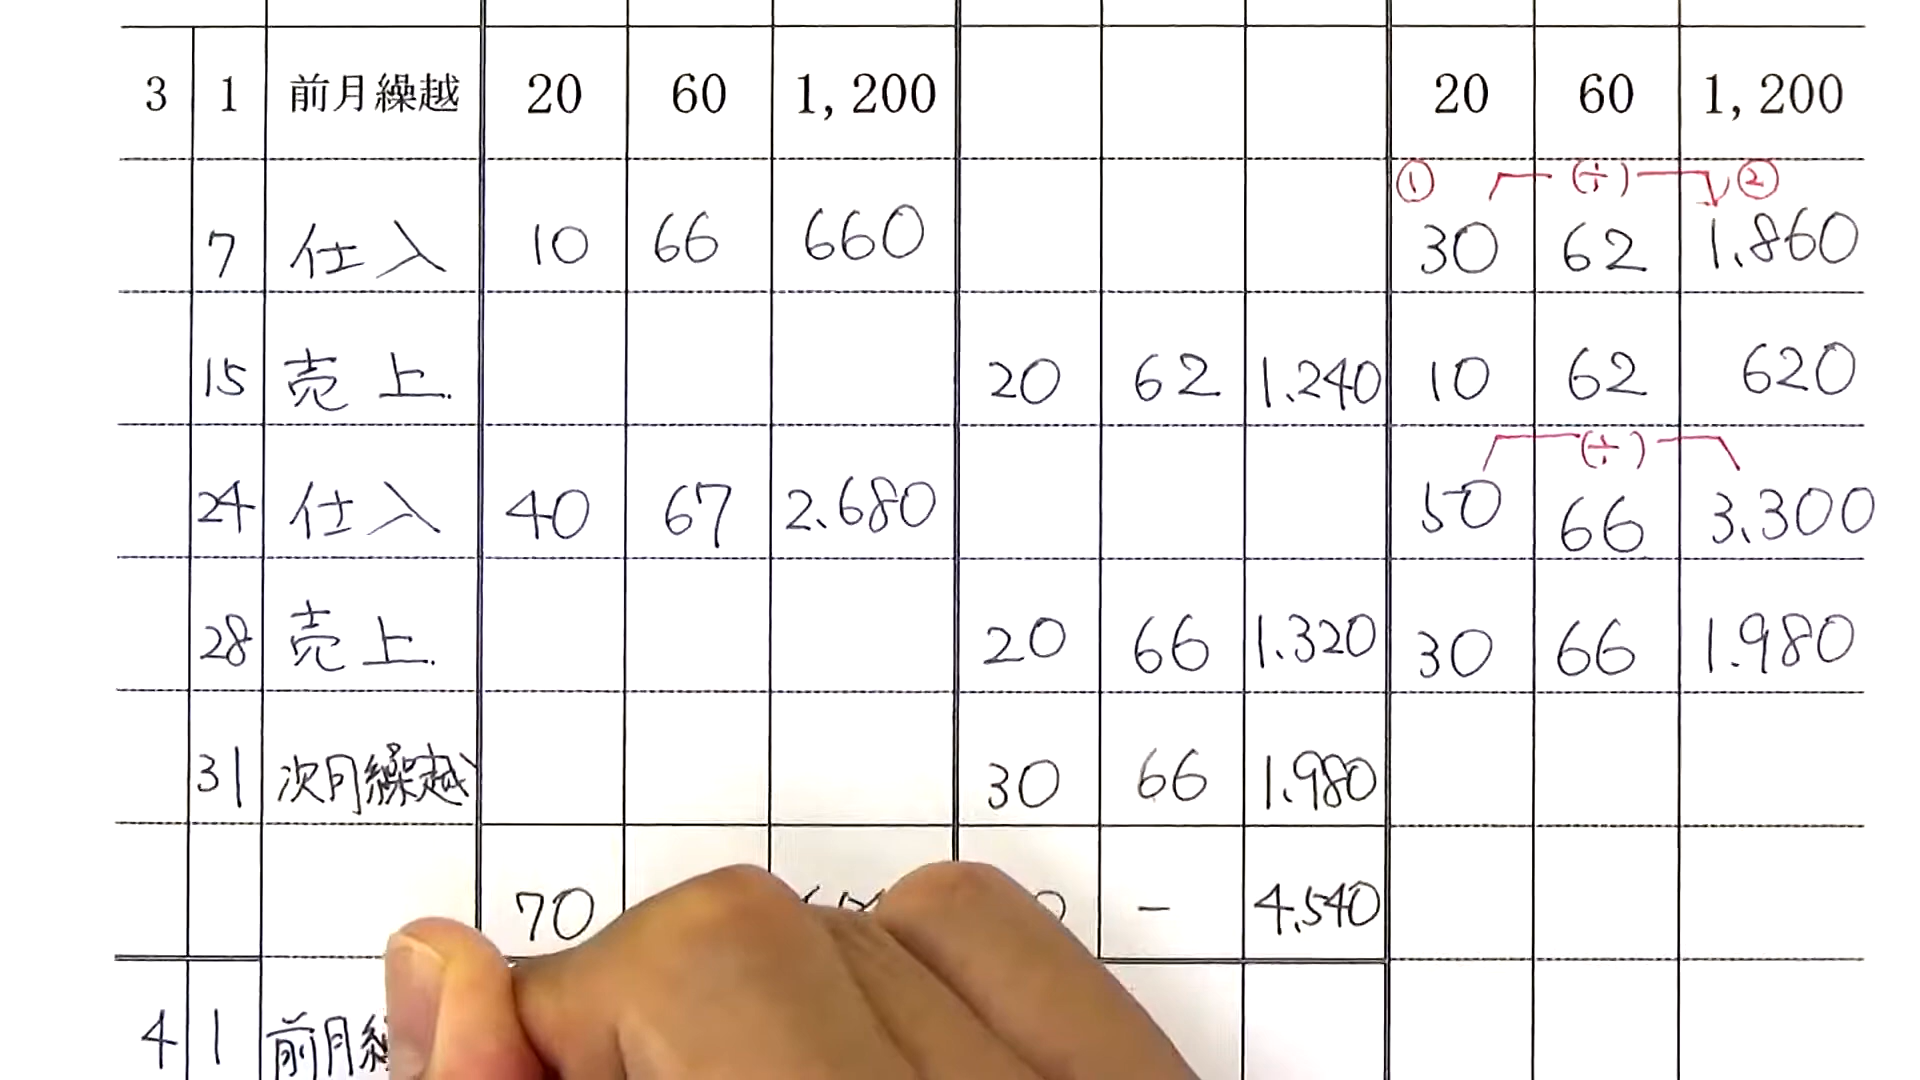 3 1 前月繰越 20 60 1,200 20 60 1,200
① (÷) ②
7 仕入 10 66 660 30 62 1.860
15 売上 20 62 1.240 10 62 620
(÷)
24 仕入 40 67 2.680 50 66 3.300
28 売上 20 66 1.320 30 66 1.980
31 次月繰越 30 66 1.980
70 - 4.540
4 1 前月